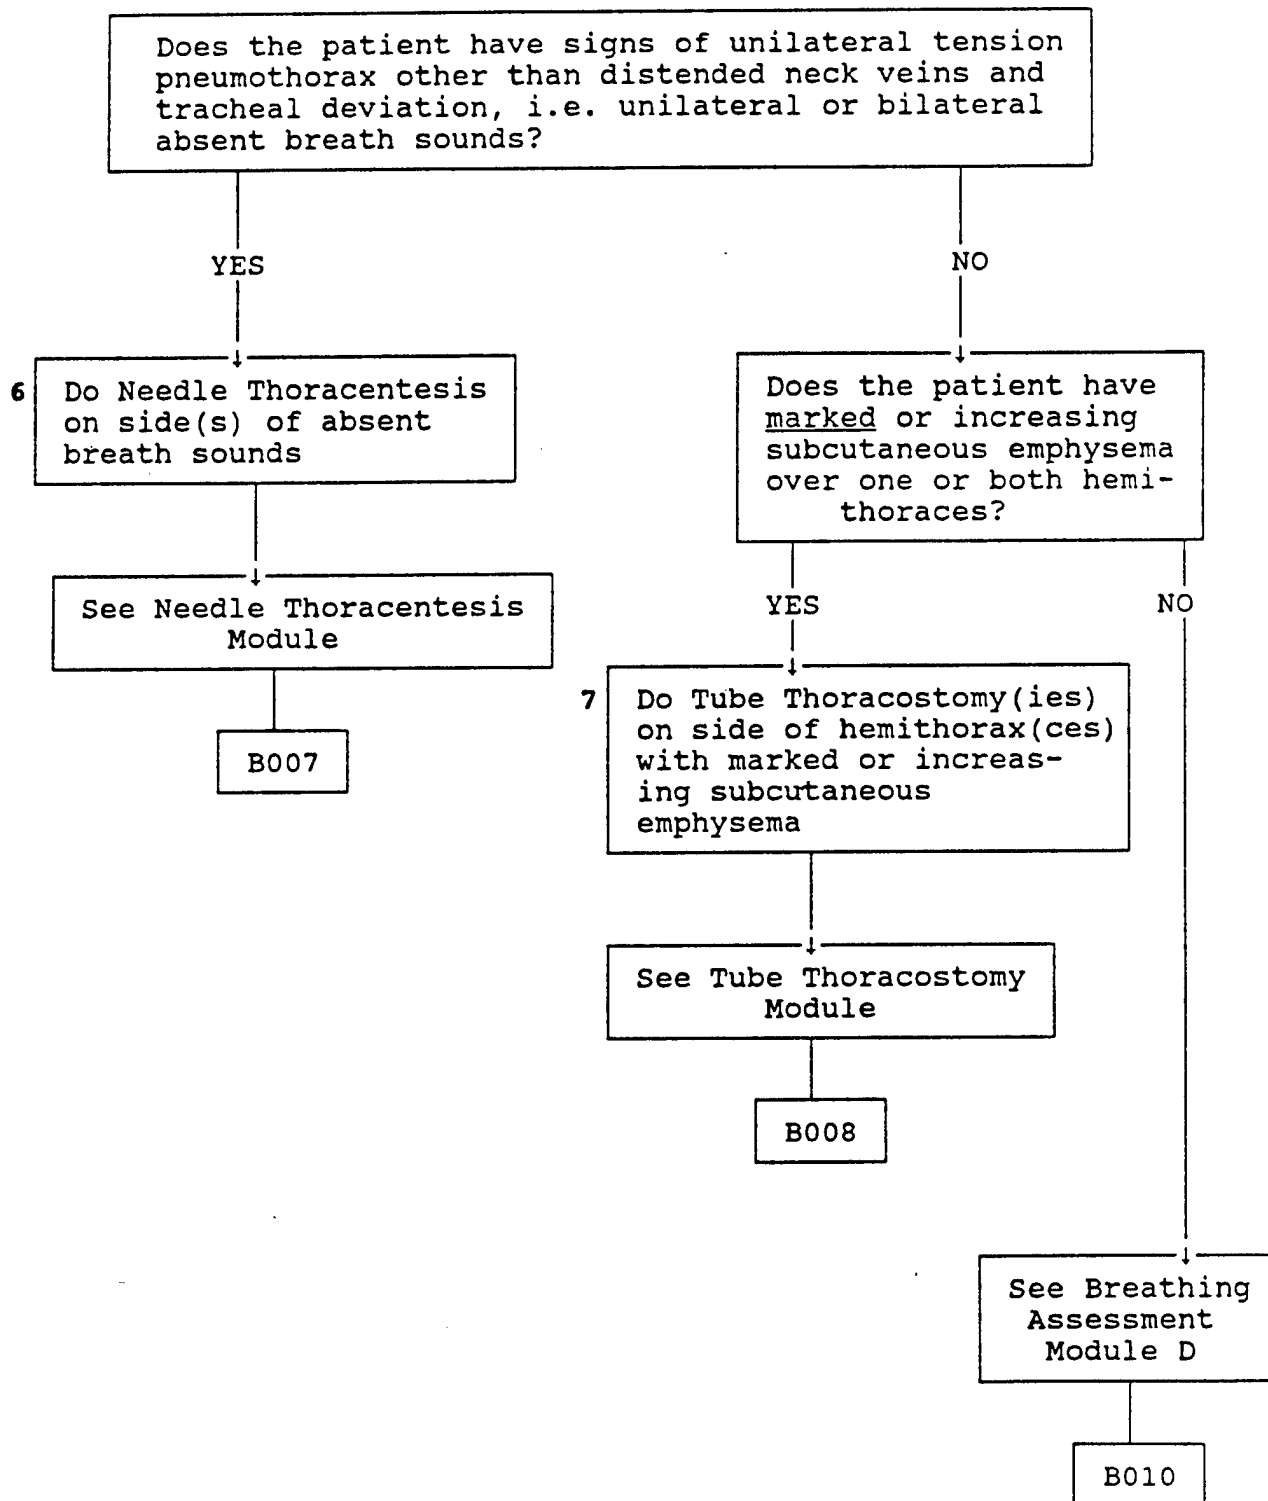 Does the patient have signs of unilateral tension
pneumothorax other than distended neck veins and
tracheal deviation, i.e. unilateral or bilateral
absent breath sounds?
YES
NO
6
Do Needle Thoracentesis
on side(s) of absent
breath sounds
Does the patient have
marked or increasing
subcutaneous emphysema
over one or both hemi-
thoraces?
See Needle Thoracentesis
Module
B007
YES
NO
7
Do Tube Thoracostomy(ies)
on side of hemithorax(ces)
with marked or increas-
ing subcutaneous
emphysema
See Tube Thoracostomy
Module
B008
See Breathing
Assessment
Module D
B010